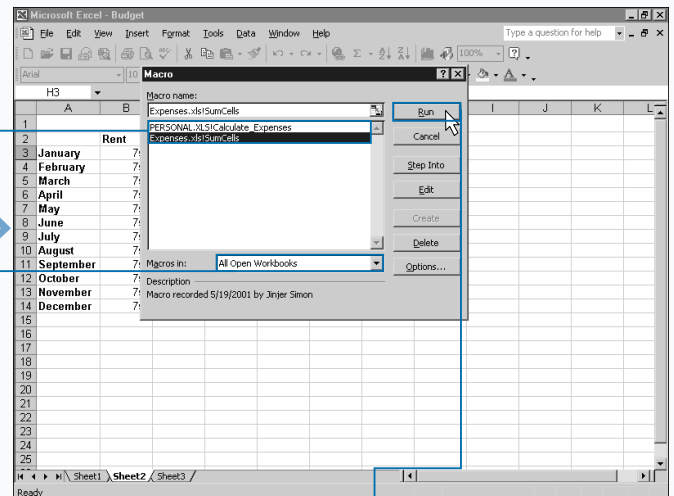 Microsoft Excel - Budget
File Edit View Insert Format Tools Data Window Help Type a question for help
100%
Arial 10
H3
Macro
Macro name:
Expenses.xls!SumCells
PERSONAL.XLS!Calculate_Expenses
Expenses.xls!SumCells
Run
Cancel
Step Into
Edit
Create
Delete
Options...
Macros in: All Open Workbooks
Description
Macro recorded 5/19/2001 by Jinjer Simon
A B I J K L
1
2 Rent
3 January
4 February
5 March
6 April
7 May
8 June
9 July
10 August
11 September
12 October
13 November
14 December
15
16
17
18
19
20
21
22
23
24
25
Sheet1 Sheet2 Sheet3
Ready